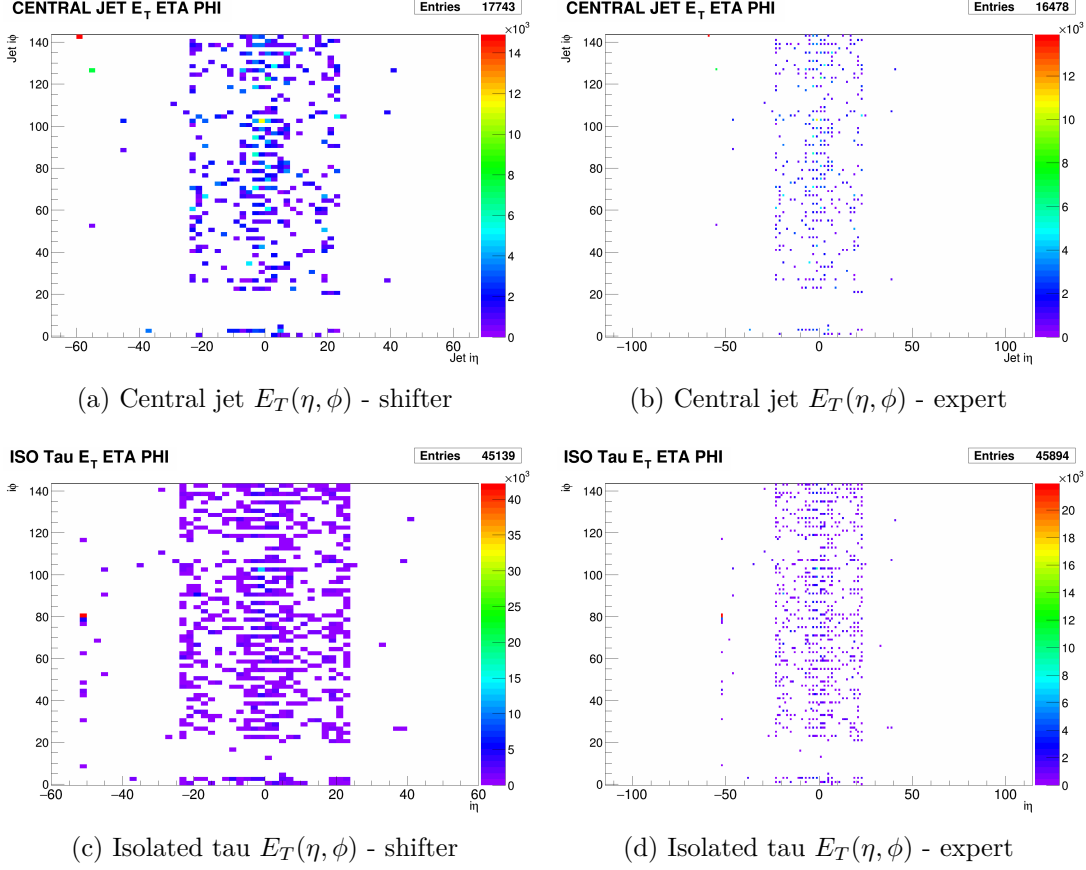 CENTRAL JET E_T ETA PHI
Entries 17743
×10³
Jet iφ
140
120
100
80
60
40
20
0
−60 −40 −20 0 20 40 60
Jet iη
14
12
10
8
6
4
2
0
(a) Central jet E_T(η, φ) - shifter
CENTRAL JET E_T ETA PHI
Entries 16478
×10³
Jet iφ
140
120
100
80
60
40
20
0
−100 −50 0 50 100
Jet iη
12
10
8
6
4
2
0
(b) Central jet E_T(η, φ) - expert
ISO Tau E_T ETA PHI
Entries 45139
×10³
iφ
140
120
100
80
60
40
20
0
−60 −40 −20 0 20 40 60
iη
40
35
30
25
20
15
10
5
0
(c) Isolated tau E_T(η, φ) - shifter
ISO Tau E_T ETA PHI
Entries 45894
×10³
iφ
140
120
100
80
60
40
20
0
−100 −50 0 50 100
iη
20
18
16
14
12
10
8
6
4
2
0
(d) Isolated tau E_T(η, φ) - expert